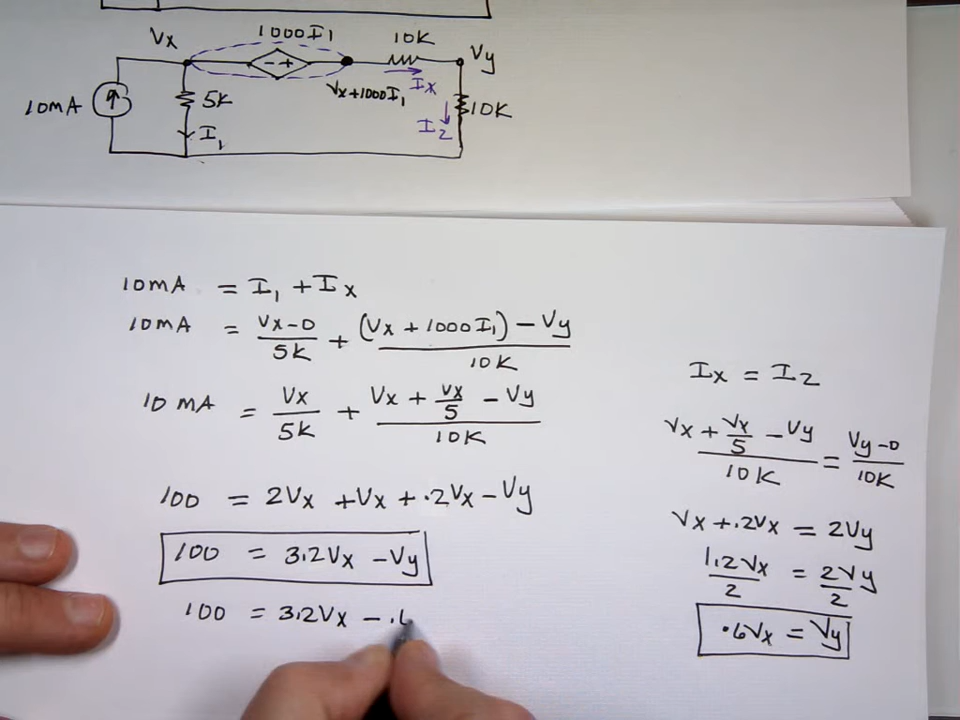 Vx 1000I1 10K Vy
- +
10mA 5K Vx+1000I1 Ix 10K
I1 I2
10mA = I1 + Ix
10mA = Vx-0/5K + (Vx + 1000I1) - Vy/10K
10 mA = Vx/5K + Vx + Vx/5 - Vy/10K
100 = 2Vx + Vx + .2Vx - Vy
100 = 3.2Vx - Vy
100 = 3.2Vx - .6
Ix = I2
Vx + Vx/5 - Vy/10K = Vy-0/10K
Vx + .2Vx = 2Vy
1.2Vx/2 = 2Vy/2
.6Vx = Vy